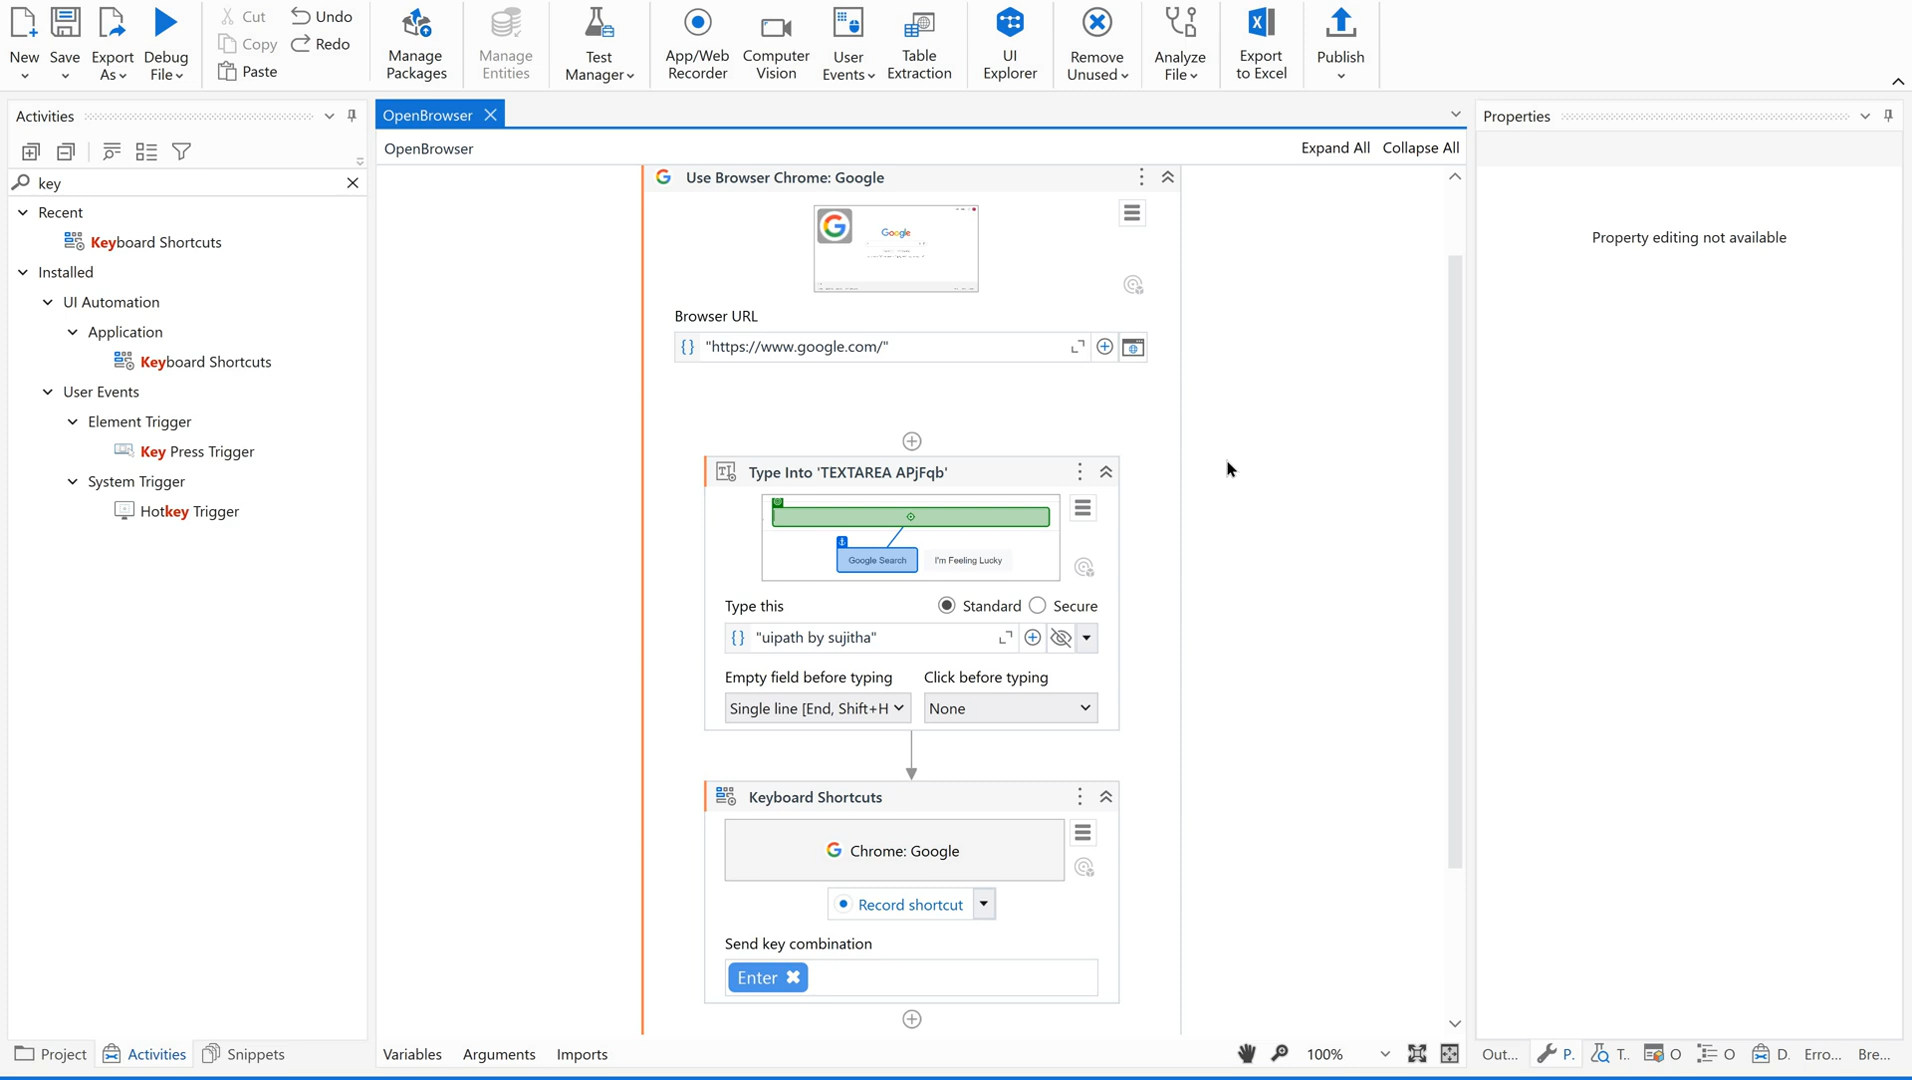 New
Save
Export As
Debug File
Cut
Copy
Paste
Undo
Redo
Manage Packages
Manage Entities
Test Manager
App/Web Recorder
Computer Vision
User Events
Table Extraction
UI Explorer
Remove Unused
Analyze File
Export to Excel
Publish
Activities
OpenBrowser
Properties
OpenBrowser
Expand All Collapse All
key
Recent
Keyboard Shortcuts
Installed
UI Automation
Application
Keyboard Shortcuts
User Events
Element Trigger
Key Press Trigger
System Trigger
Hotkey Trigger
Use Browser Chrome: Google
Google
Browser URL
"https://www.google.com/"
Type Into 'TEXTAREA APjFqb'
Google Search
I'm Feeling Lucky
Type this
Standard
Secure
"uipath by sujitha"
Empty field before typing
Click before typing
Single line [End, Shift+H
None
Keyboard Shortcuts
Chrome: Google
Record shortcut
Send key combination
Enter
Property editing not available
Project
Activities
Snippets
Variables
Arguments
Imports
100%
Out...
P.
T..
O
O
D.
Erro...
Bre...